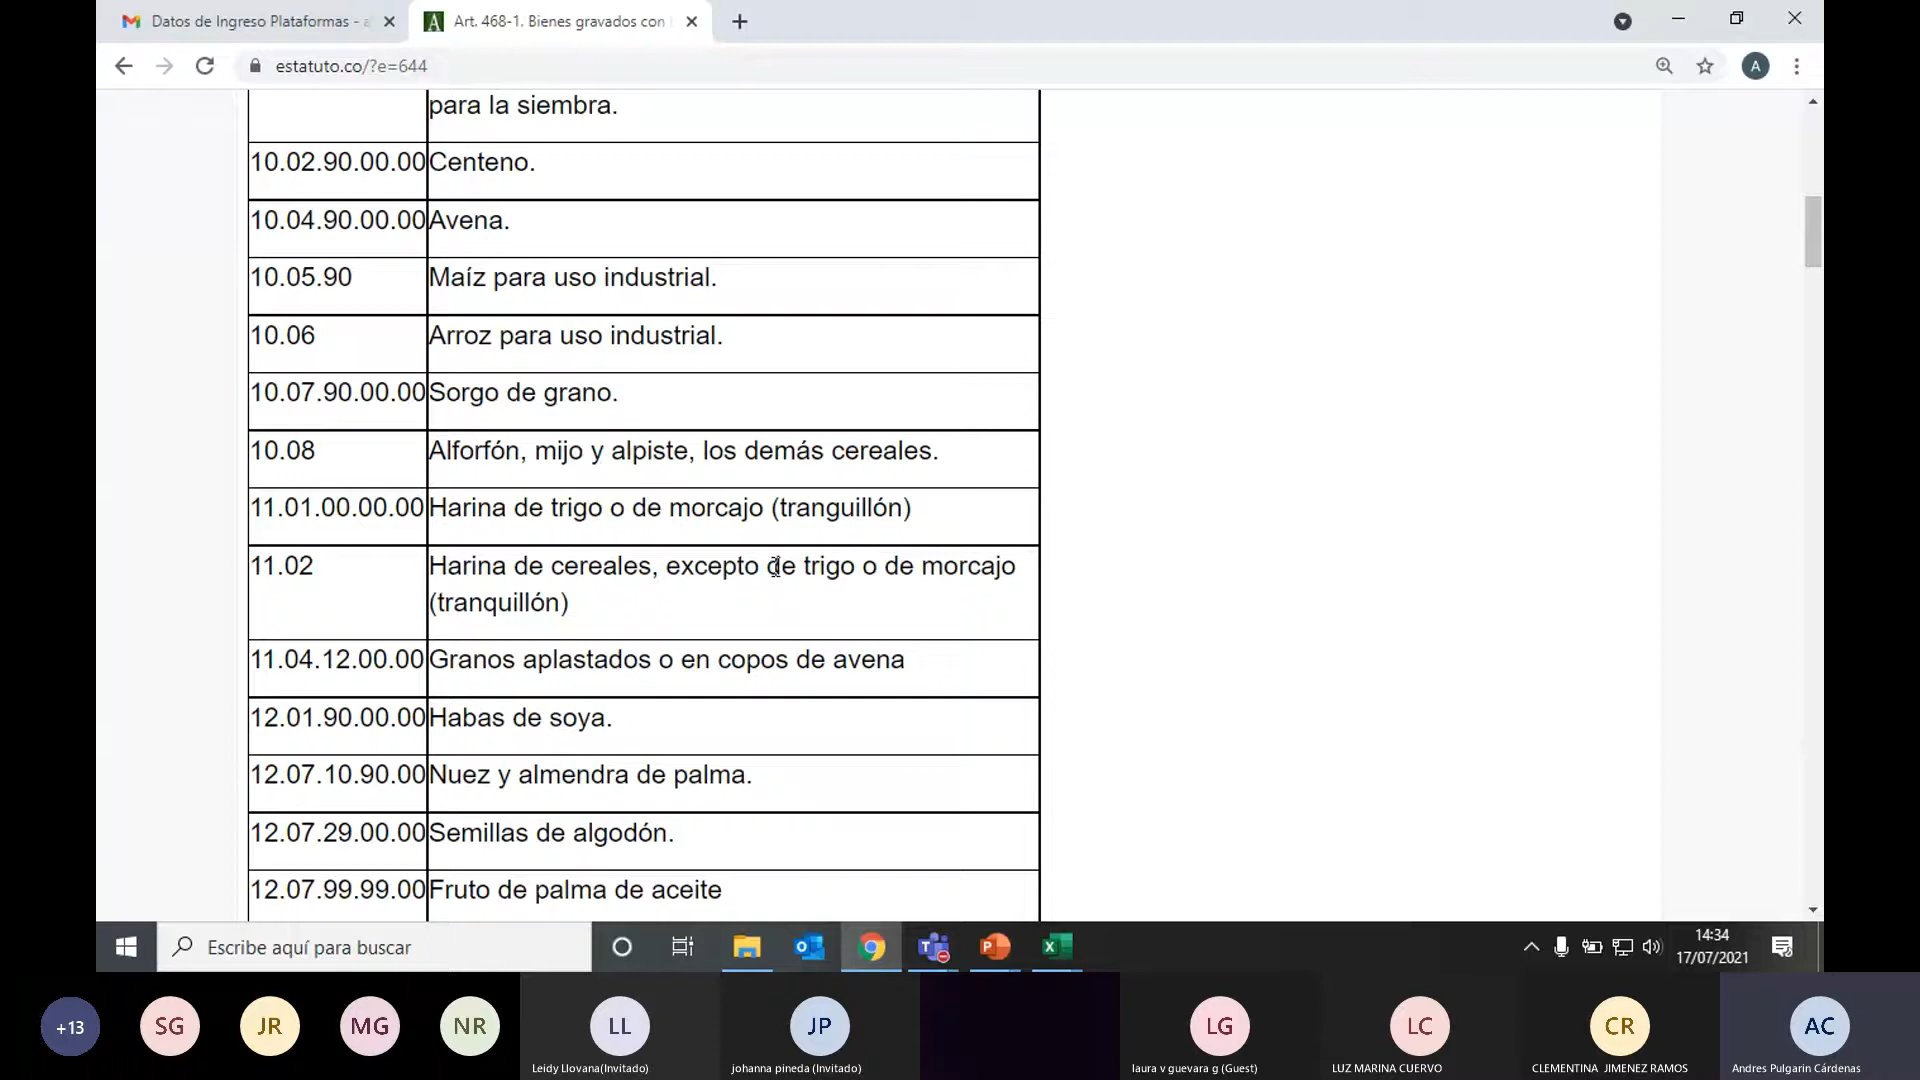 Datos de Ingreso Plataformas - a
Art. 468-1. Bienes gravados con
estatuto.co/?e=644
A
para la siembra.
10.02.90.00.00 Centeno.
10.04.90.00.00 Avena.
10.05.90 Maíz para uso industrial.
10.06 Arroz para uso industrial.
10.07.90.00.00 Sorgo de grano.
10.08 Alforfón, mijo y alpiste, los demás cereales.
11.01.00.00.00 Harina de trigo o de morcajo (tranguillón)
11.02 Harina de cereales, excepto de trigo o de morcajo
(tranquillón)
11.04.12.00.00 Granos aplastados o en copos de avena
12.01.90.00.00 Habas de soya.
12.07.10.90.00 Nuez y almendra de palma.
12.07.29.00.00 Semillas de algodón.
12.07.99.99.00 Fruto de palma de aceite
Escribe aquí para buscar
14:34
17/07/2021
+13 SG JR MG NR LL JP LG LC CR AC
Leidy Llovana(Invitado) johanna pineda (Invitado) laura v guevara g (Guest) LUZ MARINA CUERVO CLEMENTINA JIMENEZ RAMOS Andres Pulgarin Cárdenas